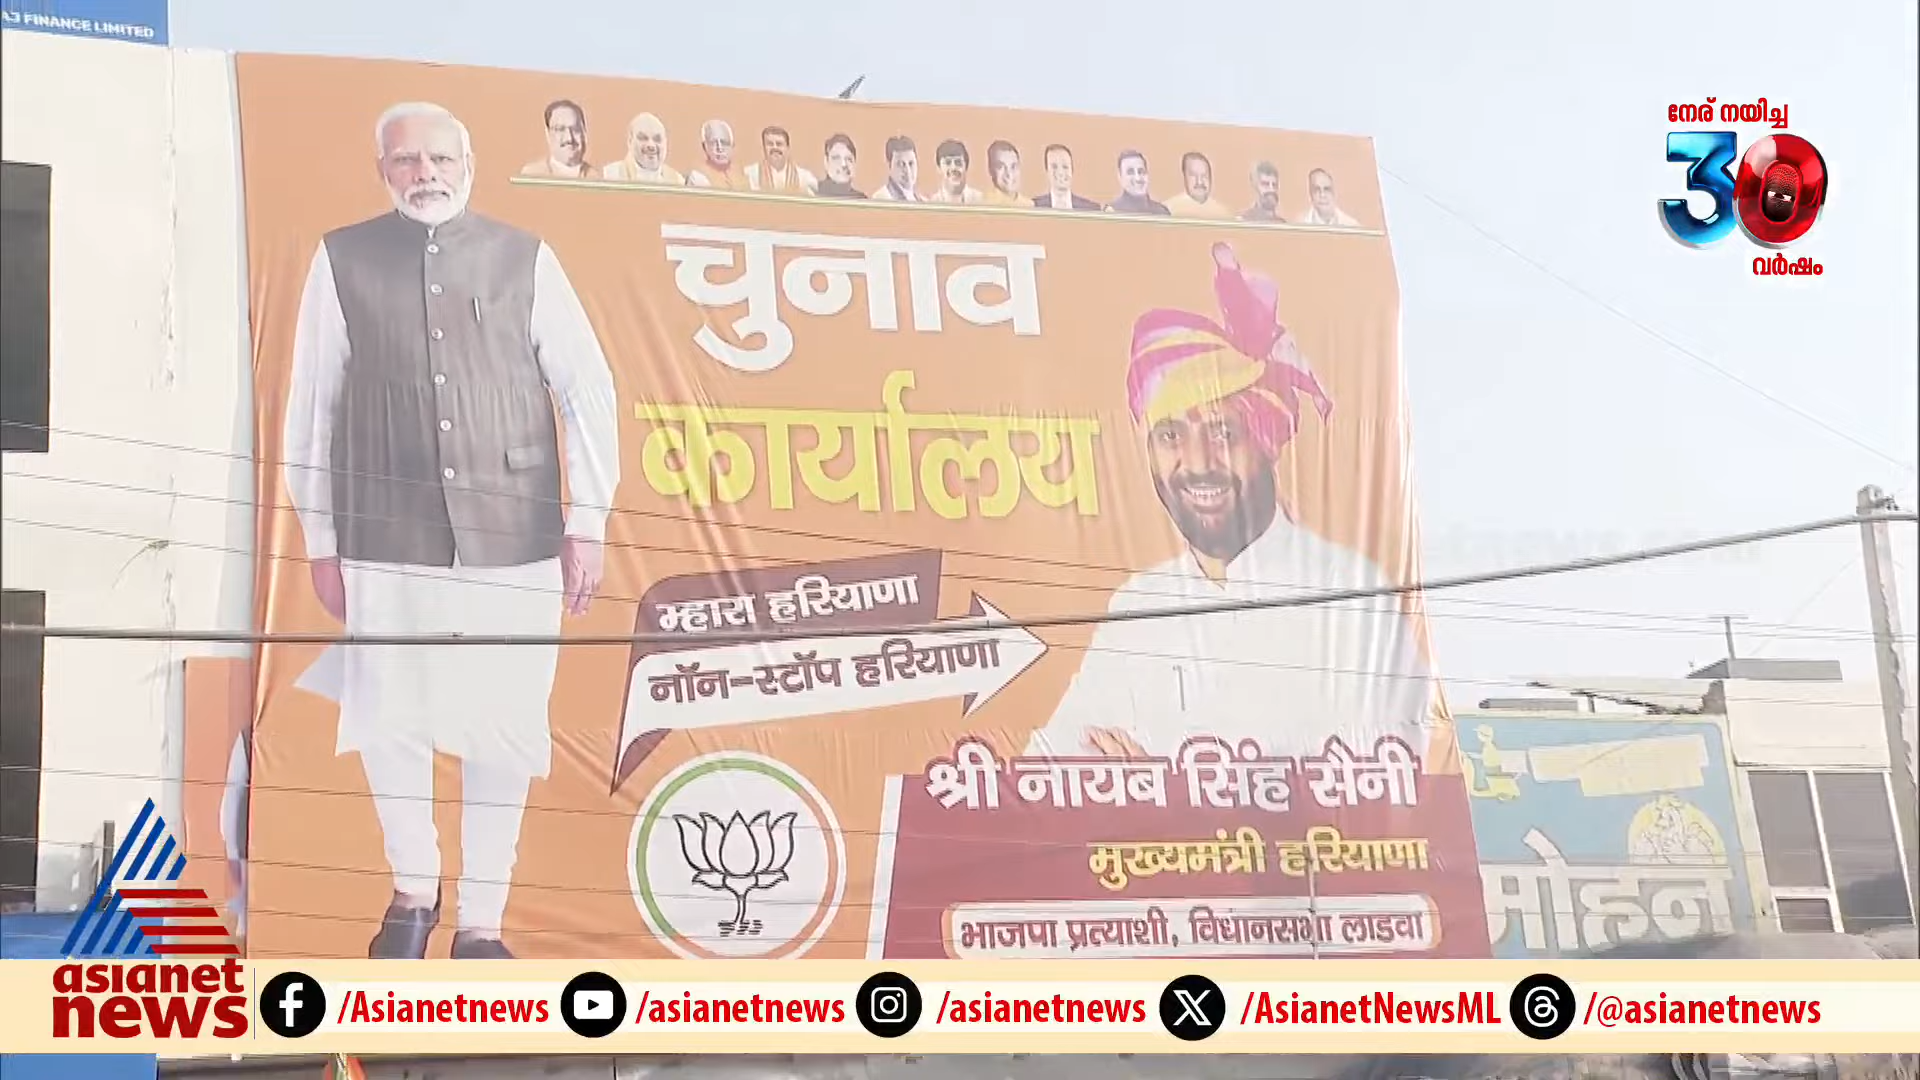 AJ FINANCE LIMITED
നേര് നയിച്ച
30
വർഷം
चुनाव
कार्यालय
म्हारा हरियाणा
नॉन-स्टॉप हरियाणा
श्री नायब सिंह सैनी
मुख्यमंत्री हरियाणा
भाजपा प्रत्याशी, विधानसभा लाडवा
मोहन
asianet
news
/Asianetnews
/asianetnews
/asianetnews
/AsianetNewsML
/@asianetnews